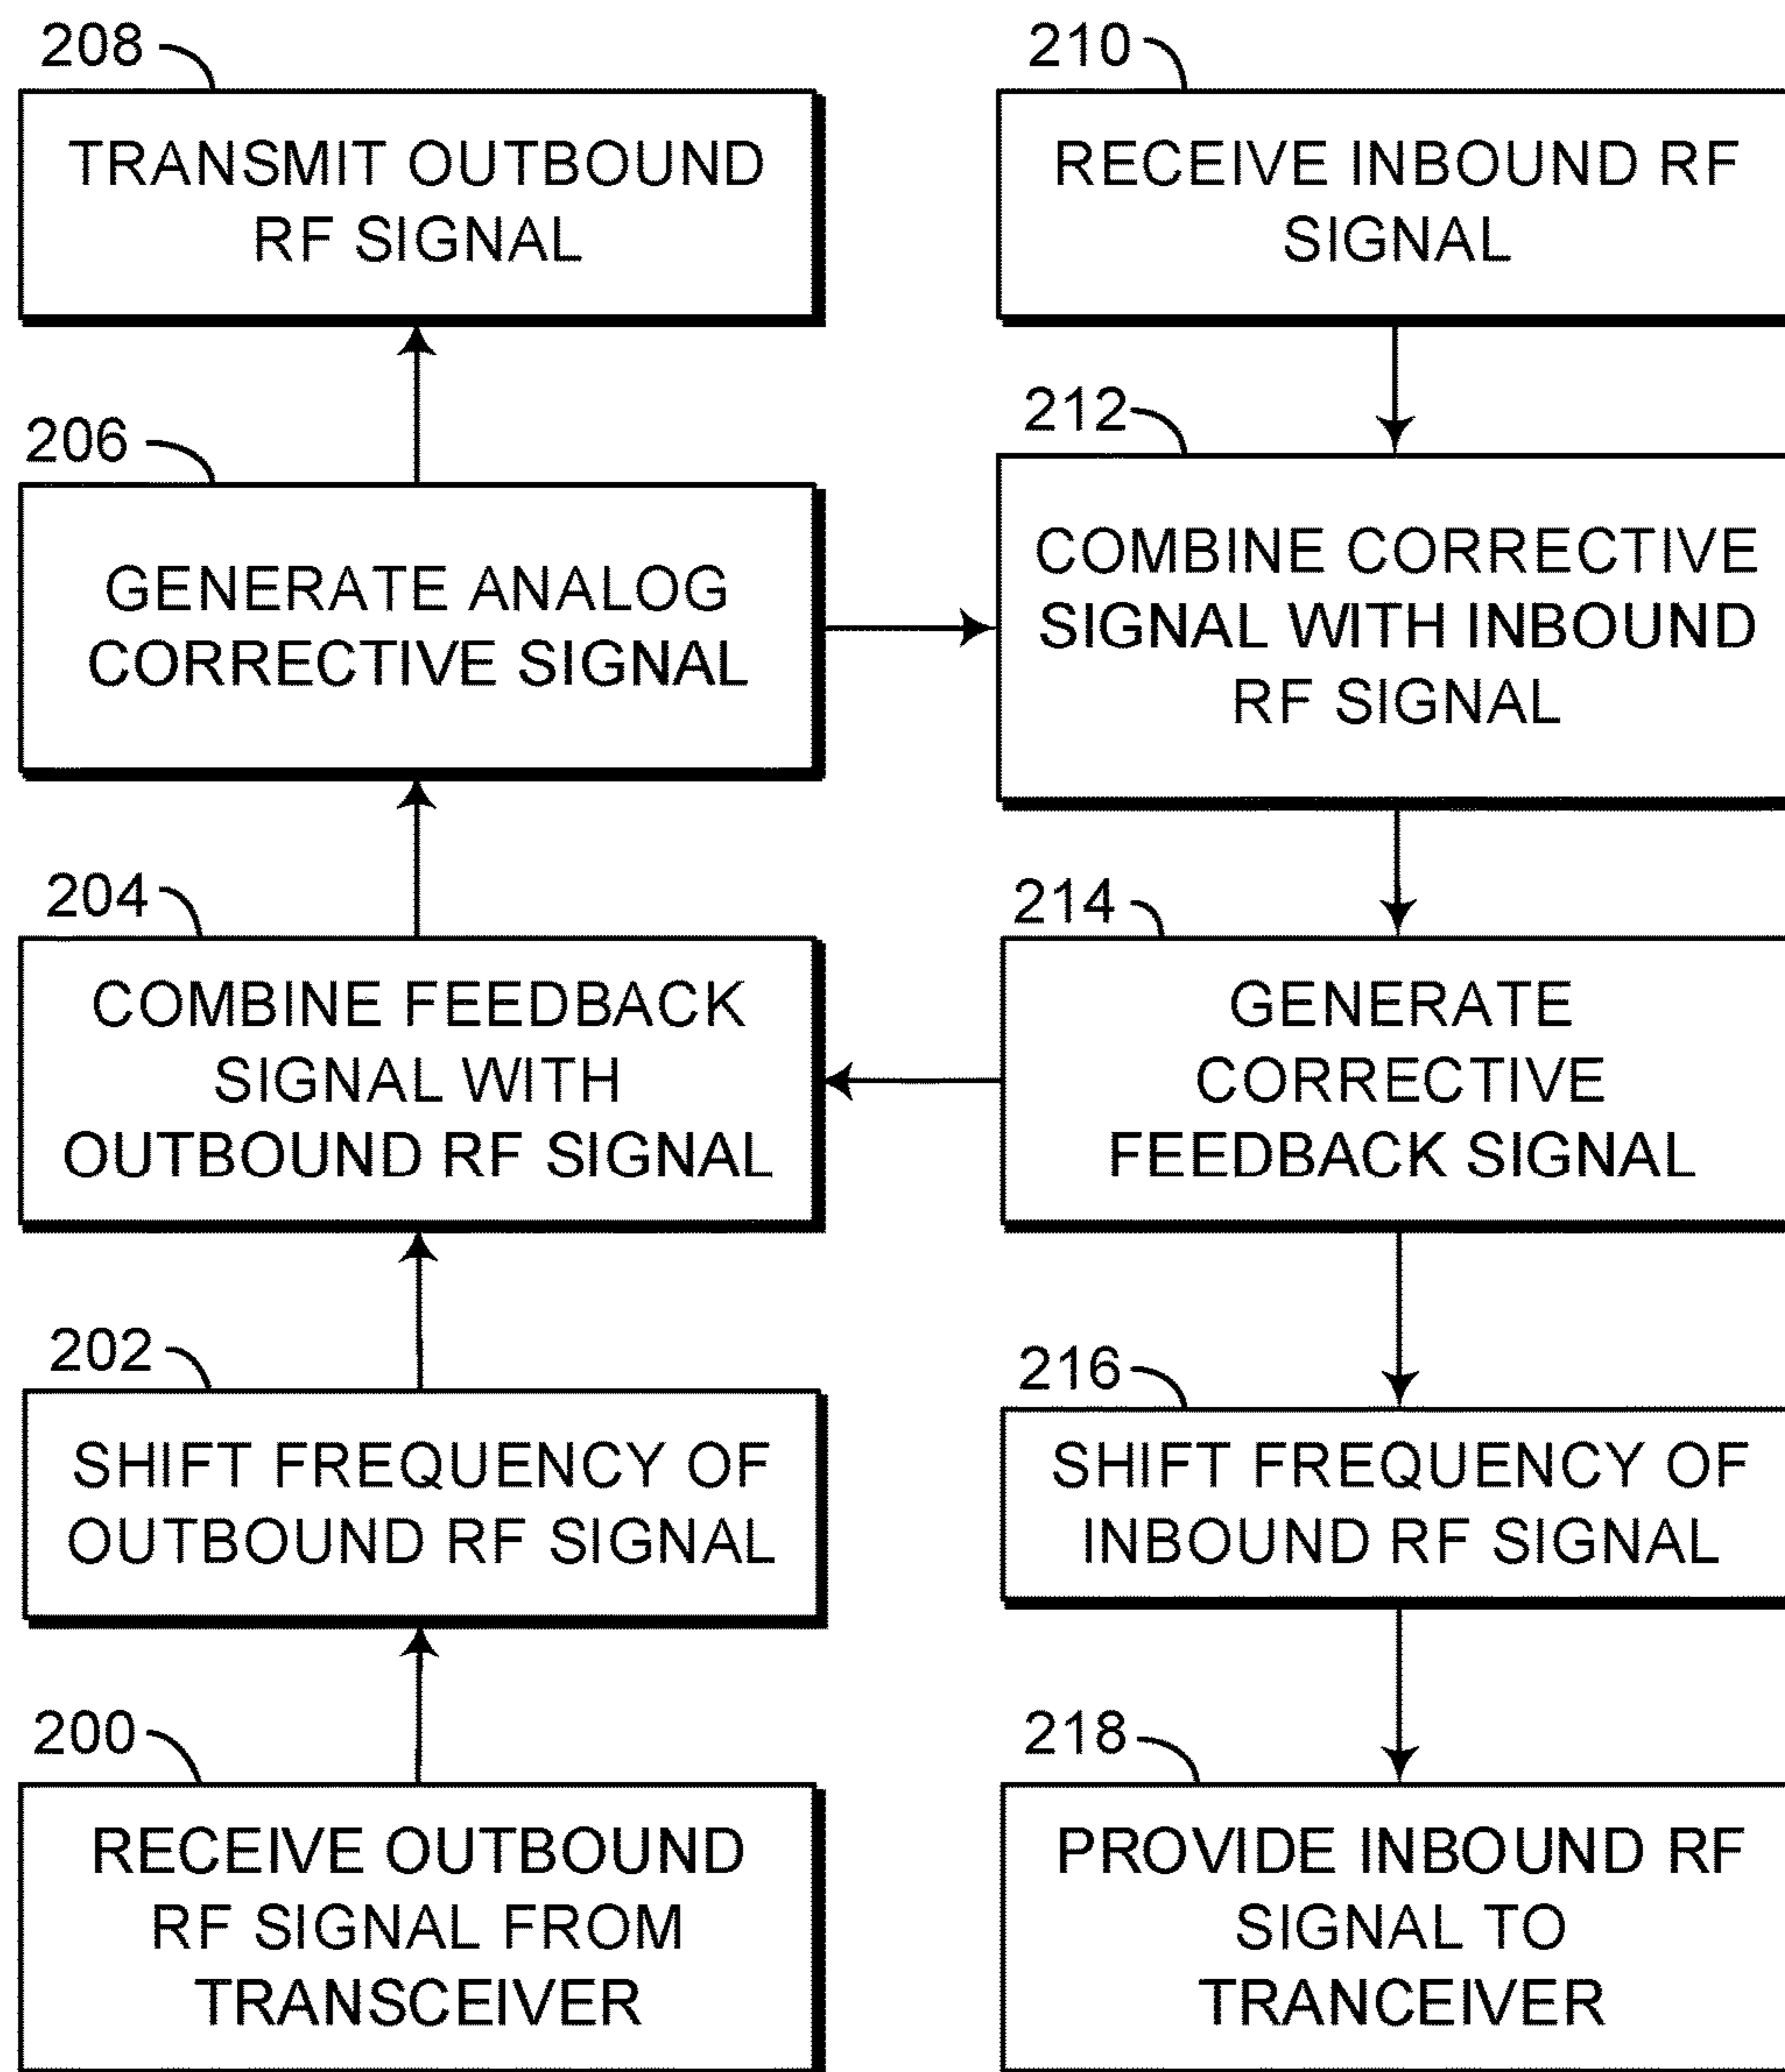 208
TRANSMIT OUTBOUND
RF SIGNAL
206
GENERATE ANALOG
CORRECTIVE SIGNAL
204
COMBINE FEEDBACK
SIGNAL WITH
OUTBOUND RF SIGNAL
202
SHIFT FREQUENCY OF
OUTBOUND RF SIGNAL
200
RECEIVE OUTBOUND
RF SIGNAL FROM
TRANSCEIVER
210
RECEIVE INBOUND RF
SIGNAL
212
COMBINE CORRECTIVE
SIGNAL WITH INBOUND
RF SIGNAL
214
GENERATE
CORRECTIVE
FEEDBACK SIGNAL
216
SHIFT FREQUENCY OF
INBOUND RF SIGNAL
218
PROVIDE INBOUND RF
SIGNAL TO
TRANCEIVER